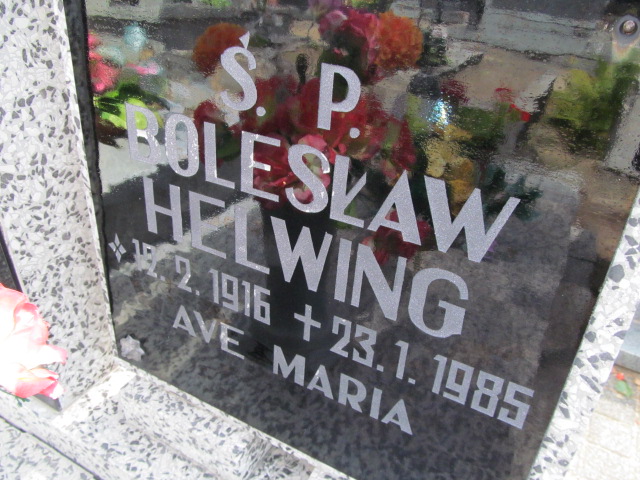 Ś. P.
BOLESŁAW
HELWING
* 12. 2. 1916 + 23. 1. 1985
AVE MARIA